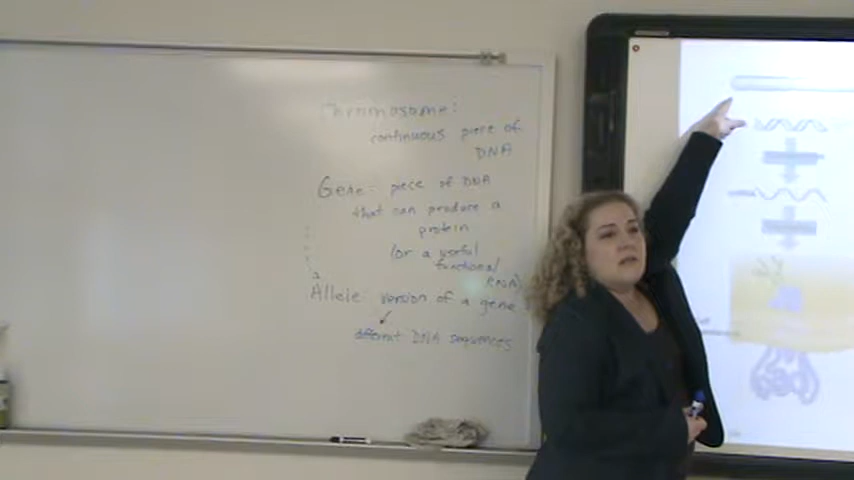 Chromosome:
continuous piece of
DNA
Gene: piece of DNA
that can produce a
protein
(or a useful
functional
RNA)
Allele: version of a gene
different DNA sequences